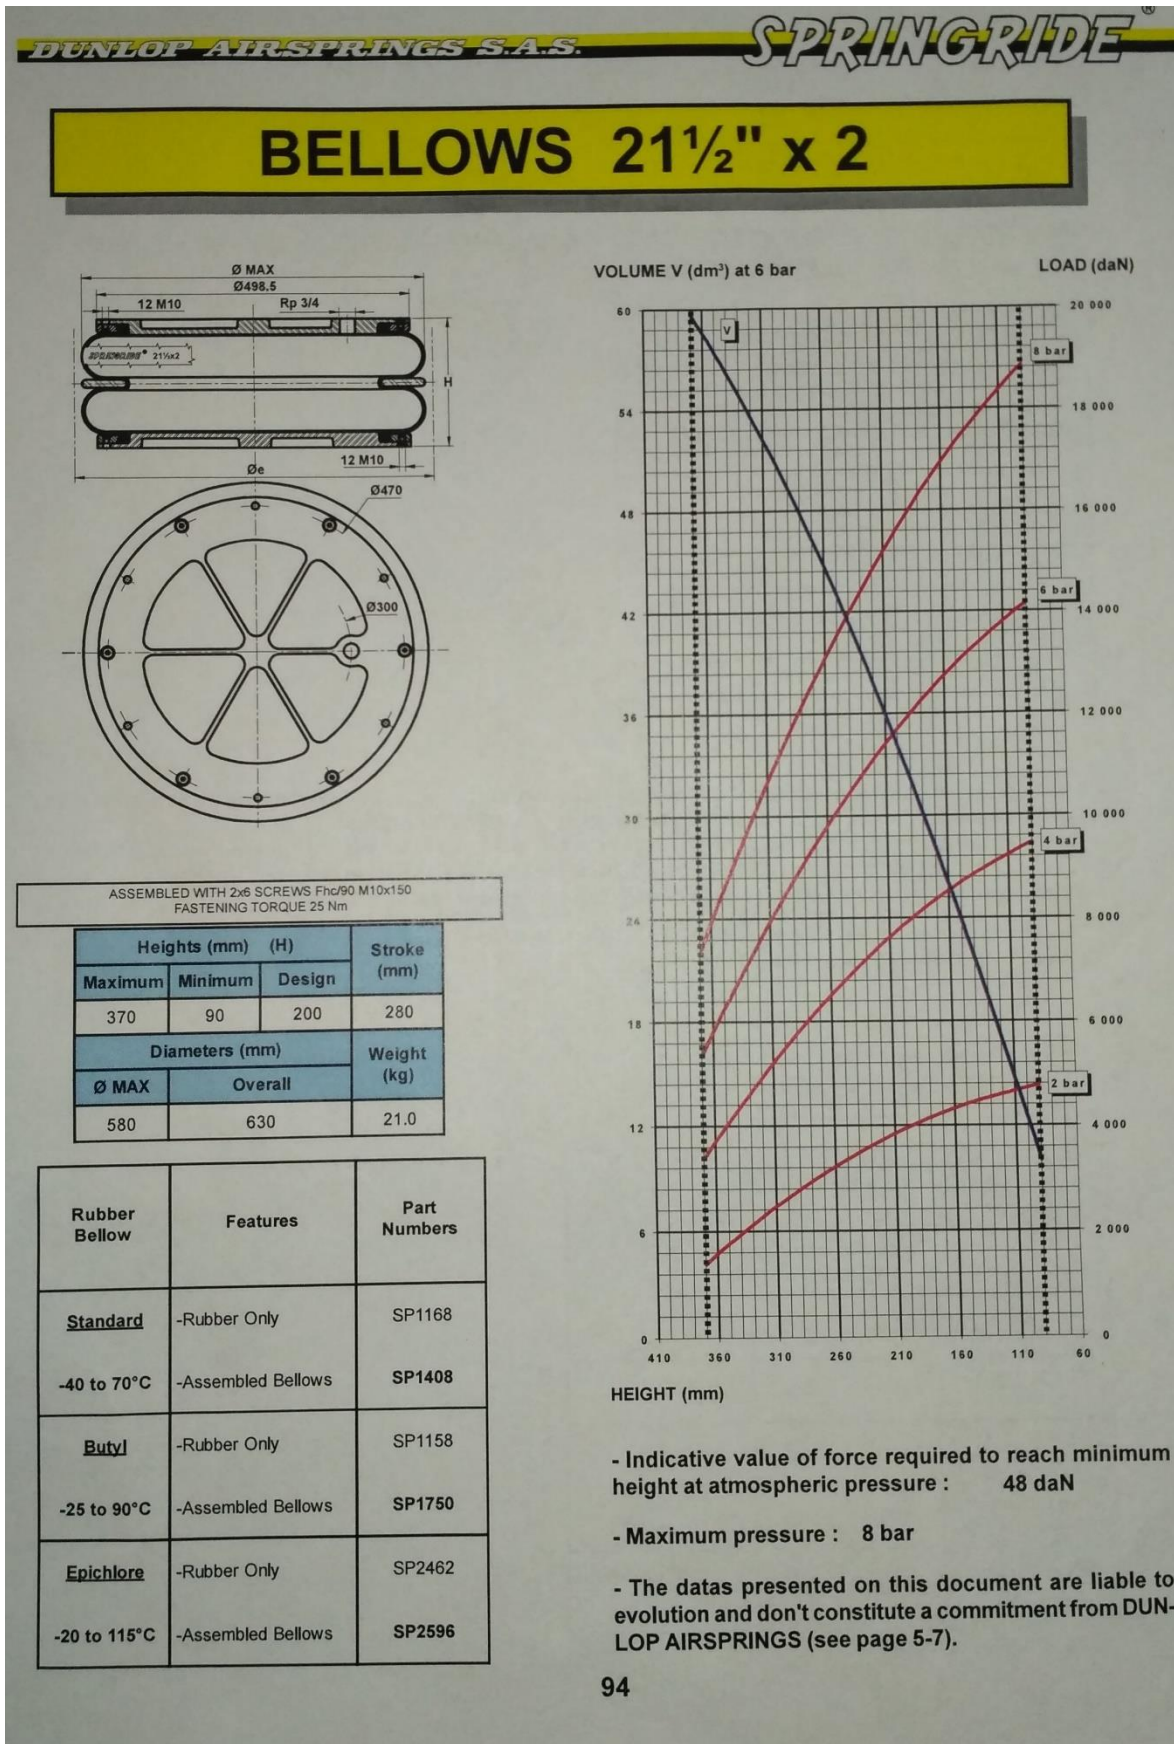 DUNLOP AIRSPRINGS S.A.S.
SPRINGRIDE ®
BELLOWS 21½" x 2
Ø MAX
Ø498.5
12 M10
Rp 3/4
SPRINGRIDE® 21½x2
H
12 M10
Øe
Ø470
Ø300
ASSEMBLED WITH 2x6 SCREWS Fhc/90 M10x150
FASTENING TORQUE 25 Nm
Heights (mm) (H)
Stroke
(mm)
Maximum Minimum Design
370 90 200 280
Diameters (mm)
Weight
(kg)
Ø MAX Overall
580 630 21.0
Rubber
Bellow
Features
Part
Numbers
Standard -Rubber Only SP1168
-40 to 70°C -Assembled Bellows SP1408
Butyl -Rubber Only SP1158
-25 to 90°C -Assembled Bellows SP1750
Epichlore -Rubber Only SP2462
-20 to 115°C -Assembled Bellows SP2596
VOLUME V (dm³) at 6 bar
LOAD (daN)
60
54
48
42
36
30
24
18
12
6
0
V
8 bar
6 bar
4 bar
2 bar
20 000
18 000
16 000
14 000
12 000
10 000
8 000
6 000
4 000
2 000
0
410 360 310 260 210 160 110 60
HEIGHT (mm)
- Indicative value of force required to reach minimum
height at atmospheric pressure : 48 daN
- Maximum pressure : 8 bar
- The datas presented on this document are liable to
evolution and don't constitute a commitment from DUN-
LOP AIRSPRINGS (see page 5-7).
94